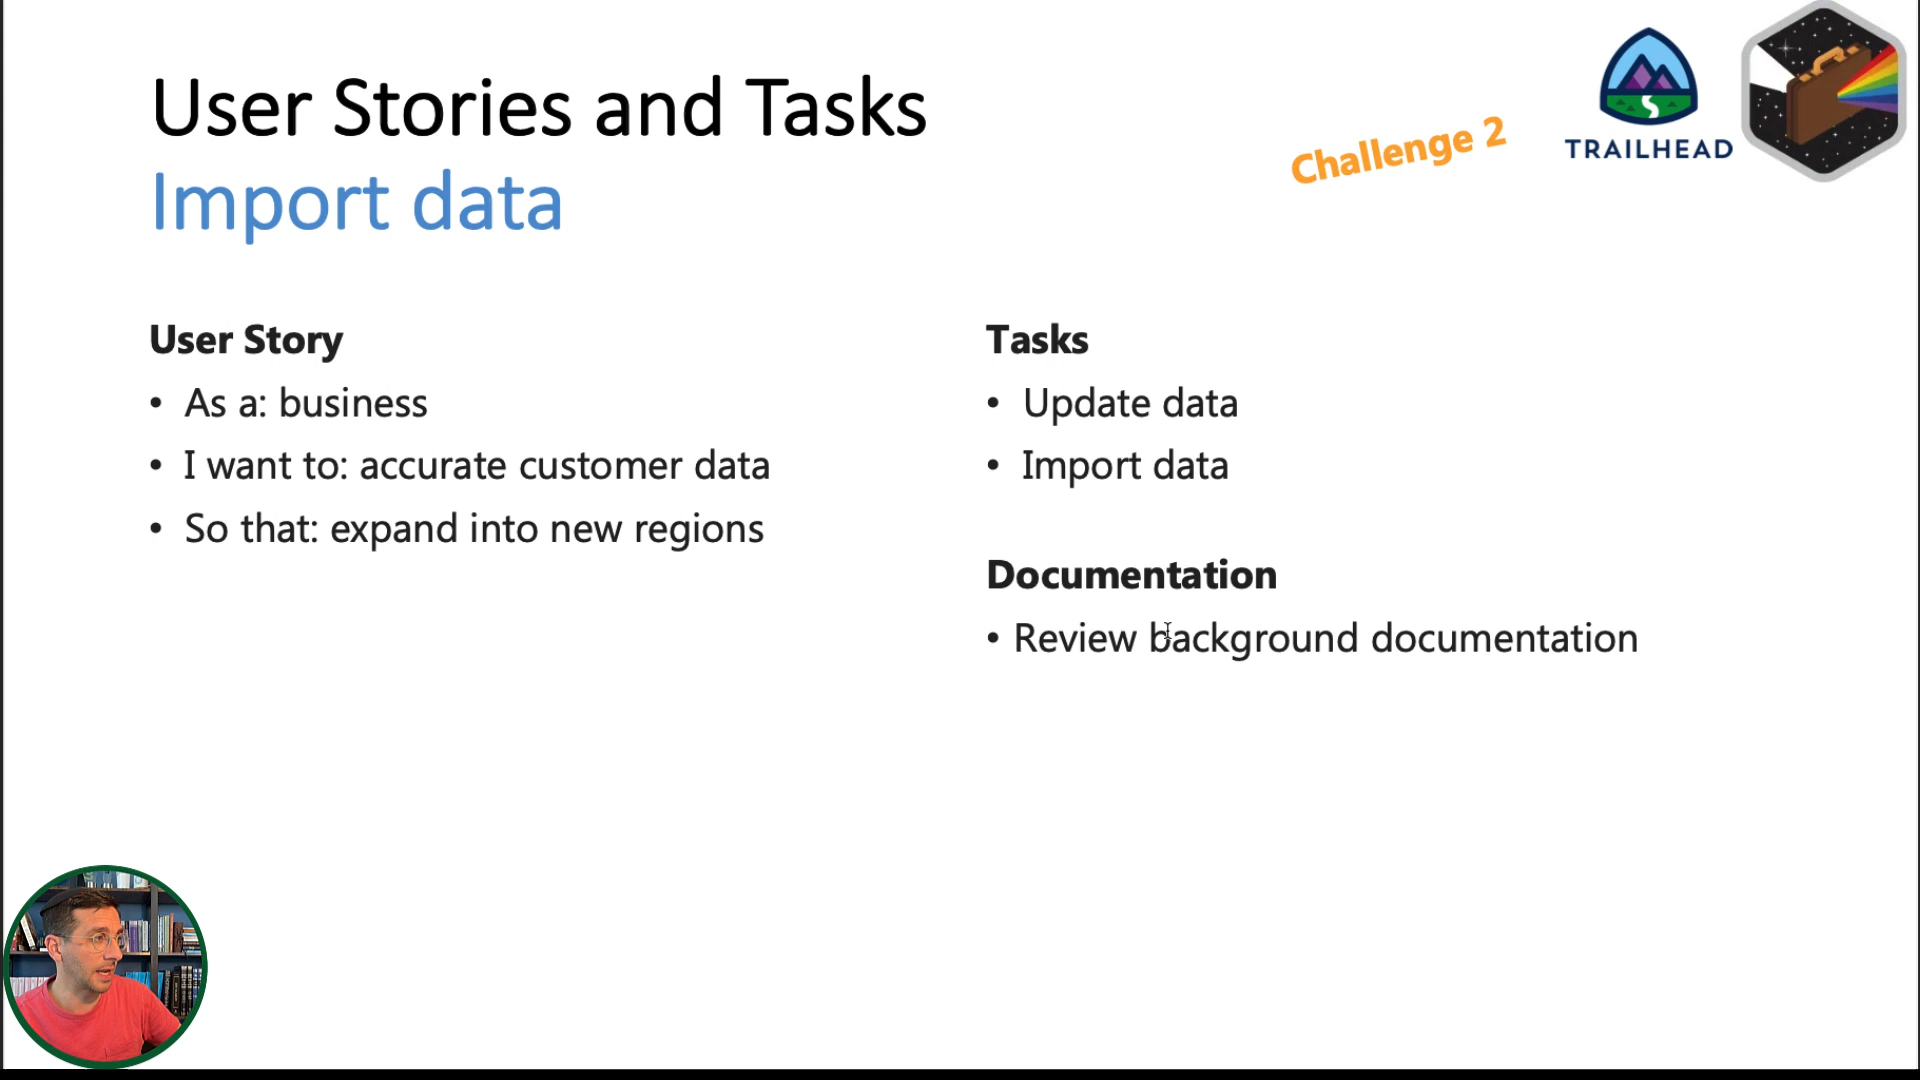 User Stories and Tasks
Import data
Challenge 2
TRAILHEAD
User Story
• As a: business
• I want to: accurate customer data
• So that: expand into new regions
Tasks
• Update data
• Import data
Documentation
• Review background documentation